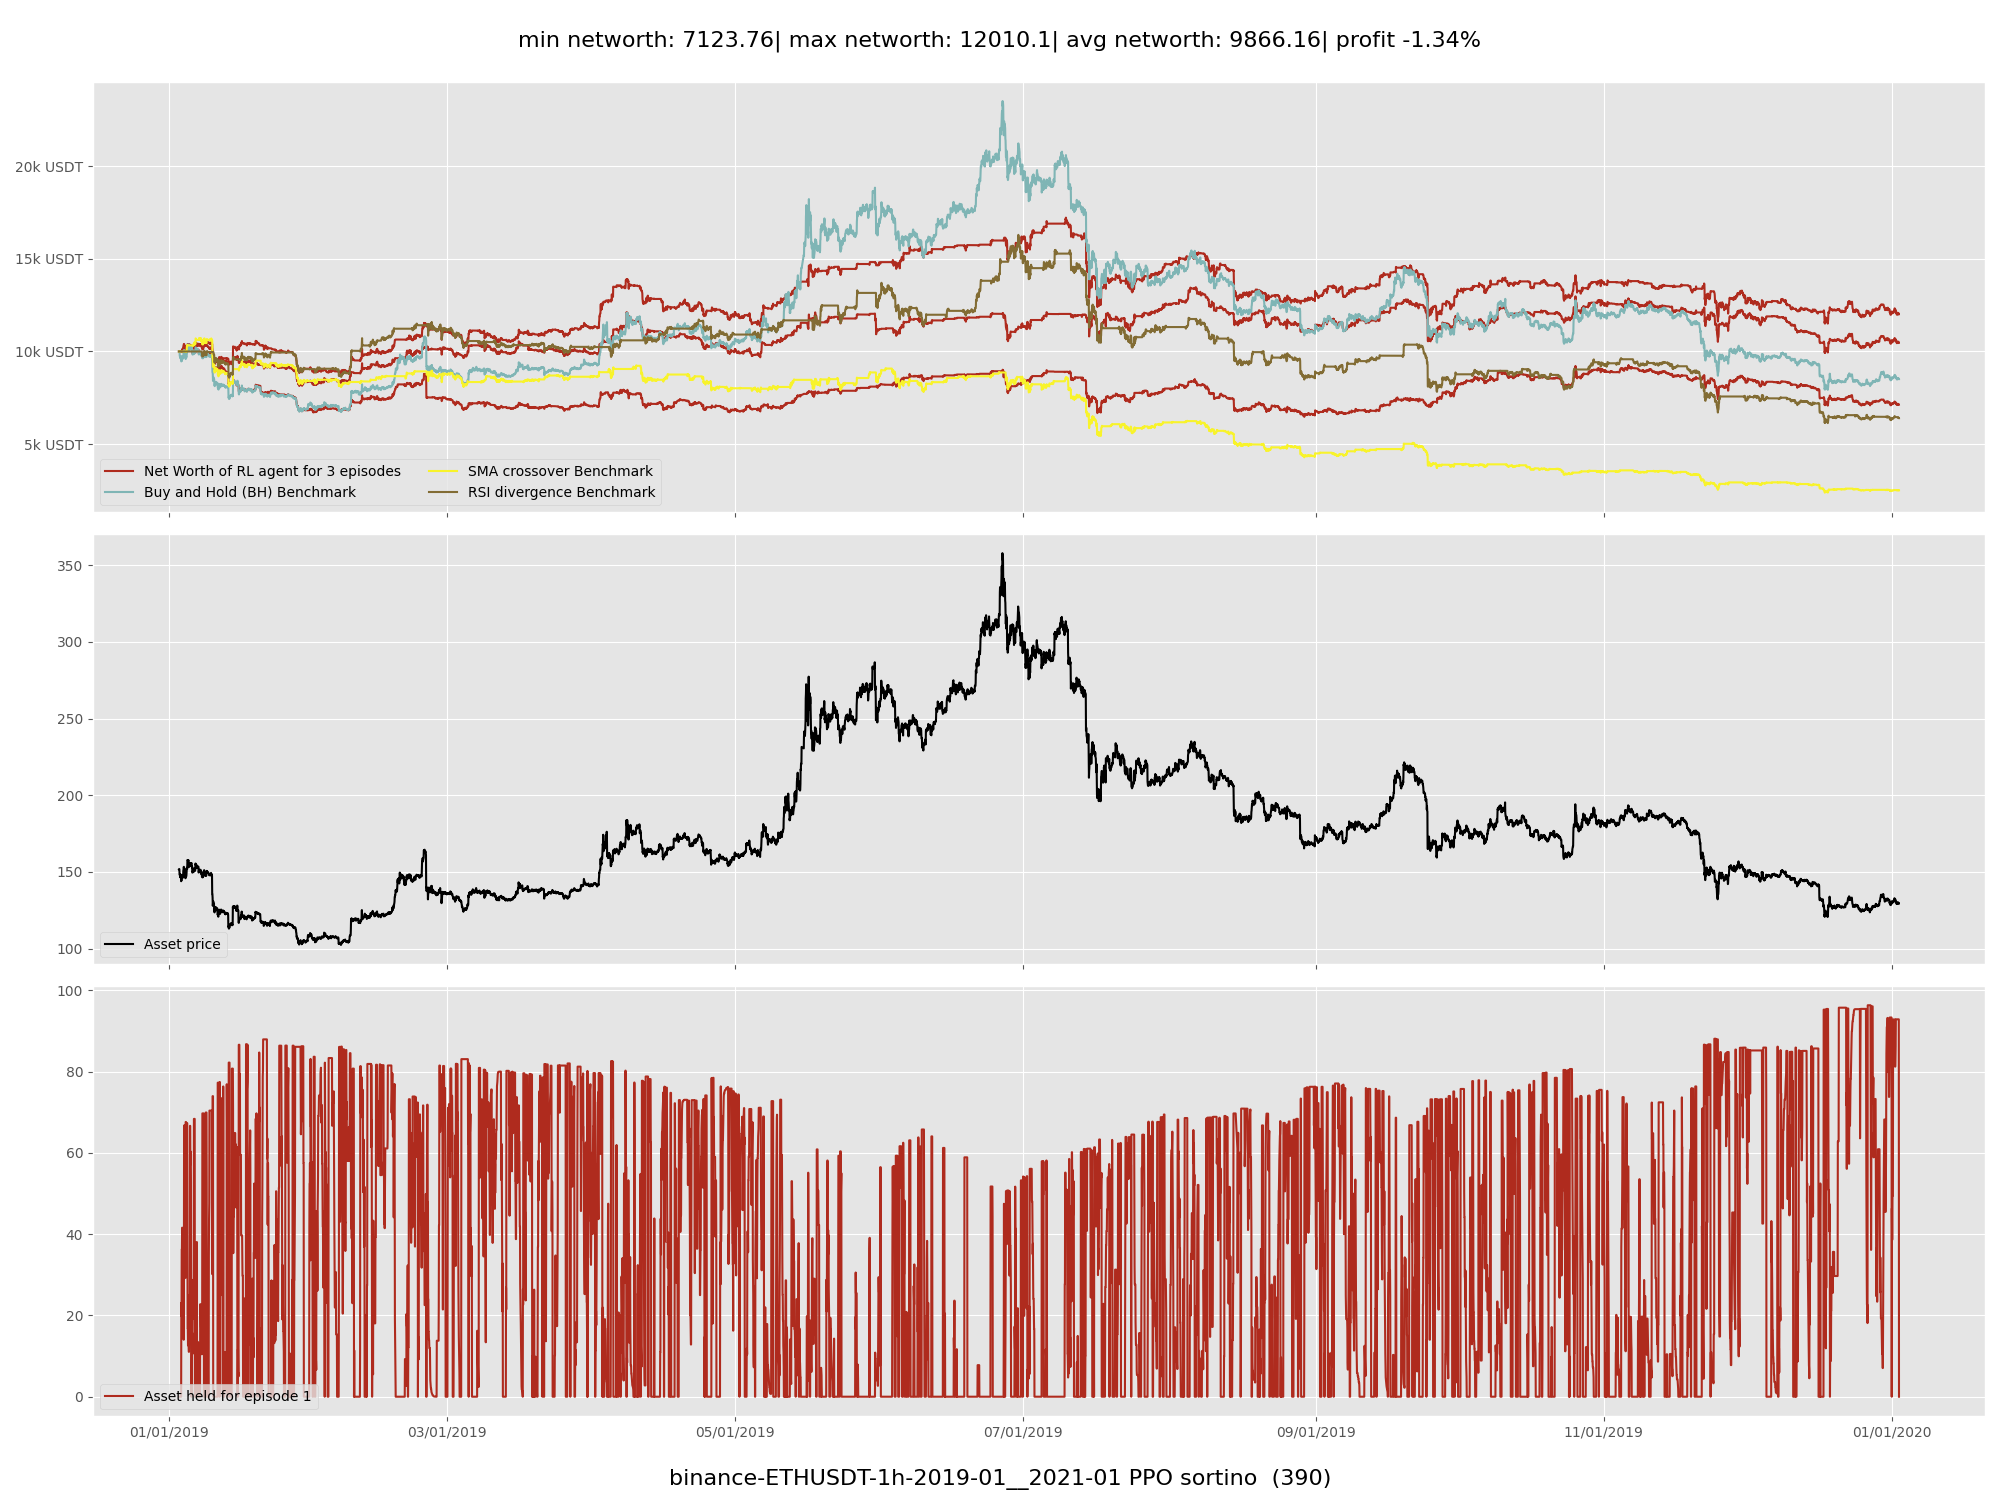 min networth: 7123.76| max networth: 12010.1| avg networth: 9866.16| profit -1.34%
20k USDT
15k USDT
10k USDT
5k USDT
Net Worth of RL agent for 3 episodes
Buy and Hold (BH) Benchmark
SMA crossover Benchmark
RSI divergence Benchmark
350
300
250
200
150
100
Asset price
100
80
60
40
20
0
Asset held for episode 1
01/01/2019
03/01/2019
05/01/2019
07/01/2019
09/01/2019
11/01/2019
01/01/2020
binance-ETHUSDT-1h-2019-01__2021-01 PPO sortino  (390)